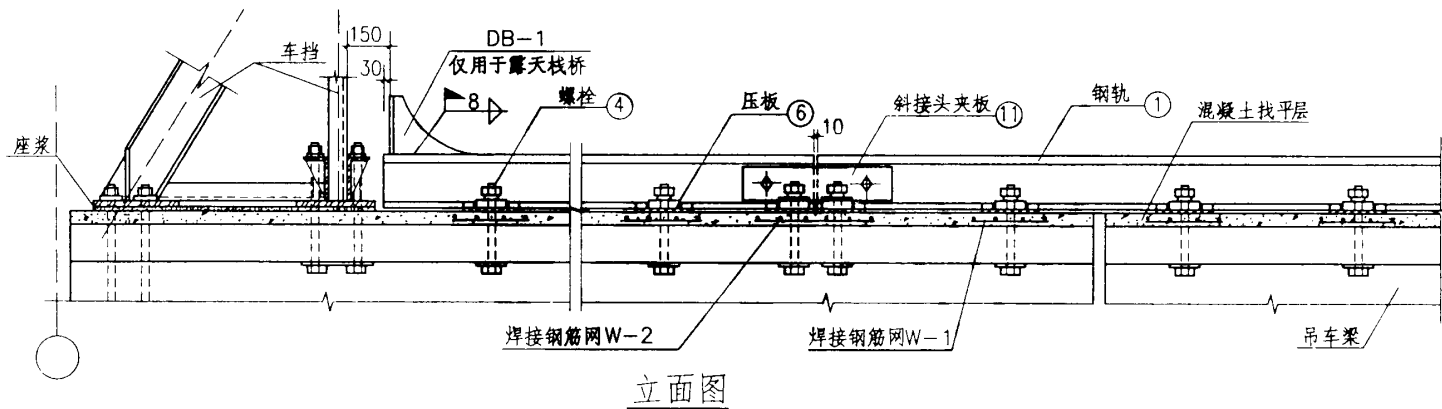 车挡
150
30
DB-1
仅用于露天栈桥
8
螺栓 ④
压板 ⑥
10
斜接头夹板 ⑪
钢轨 ①
混凝土找平层
座浆
焊接钢筋网W-2
焊接钢筋网W-1
吊车梁
立面图